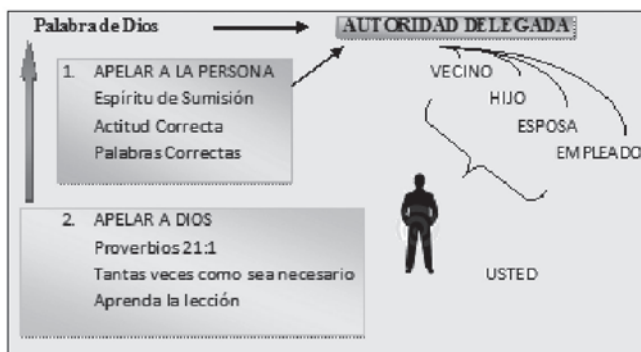 Palabra de Dios
AUTORIDAD DELEGADA
1. APELAR A LA PERSONA
Espíritu de Sumisión
Actitud Correcta
Palabras Correctas
VECINO
HIJO
ESPOSA
EMPLEADO
2. APELAR A DIOS
Proverbios 21:1
Tantas veces como sea necesario
Aprenda la lección
USTED